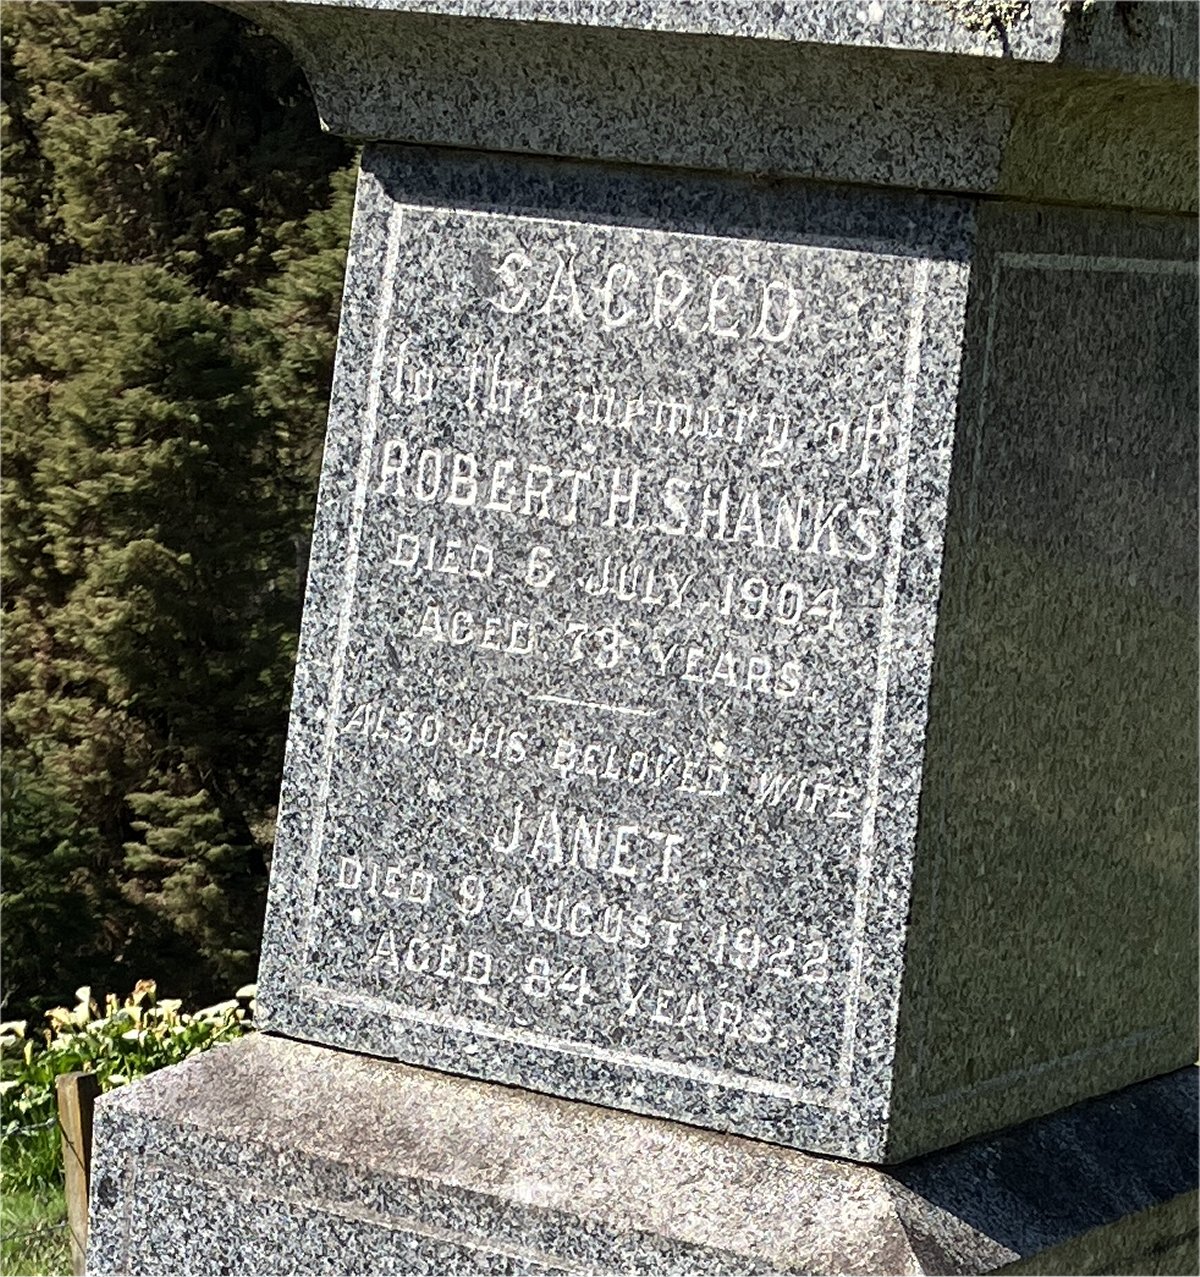 SACRED
To the memory of
ROBERT H. SHANKS
DIED 6 JULY, 1904
AGED 73 YEARS.
ALSO HIS BELOVED WIFE
JANET.
DIED 9 AUGUST. 1922
AGED 84 YEARS.